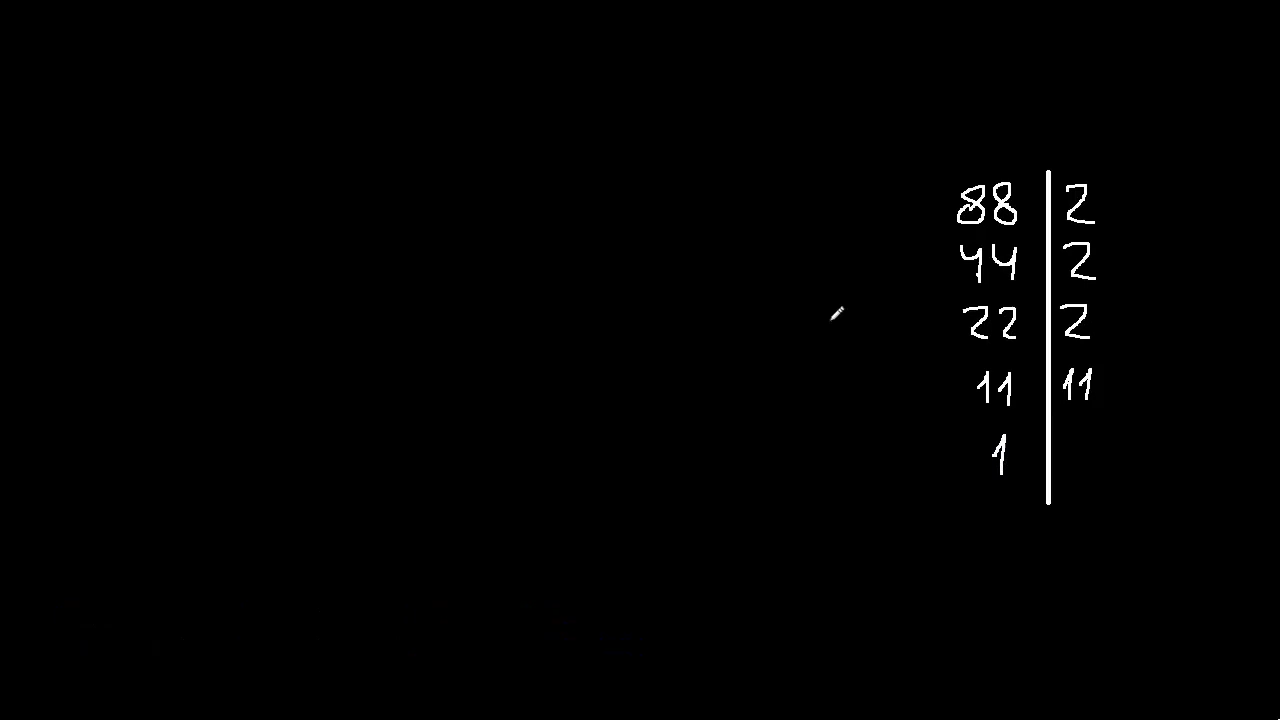 88 | 2
44 | 2
22 | 2
11 | 11
1 |